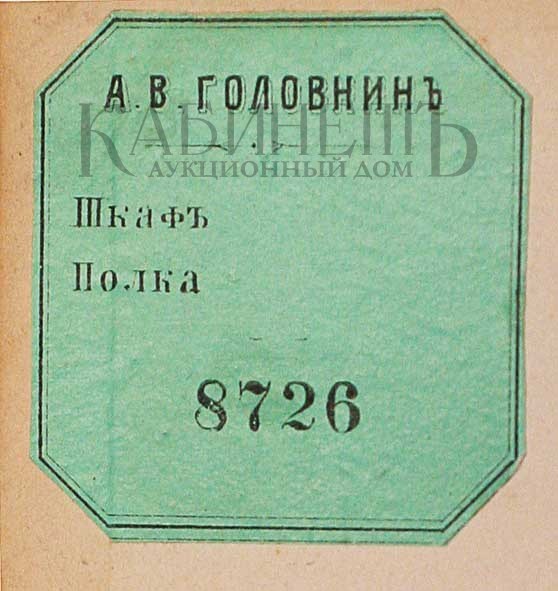 А.В.ГОЛОВНИНЪ
КАБИНЕТЪ
АУКЦИОННЫЙ ДОМ
Шкафъ
Полка
8726